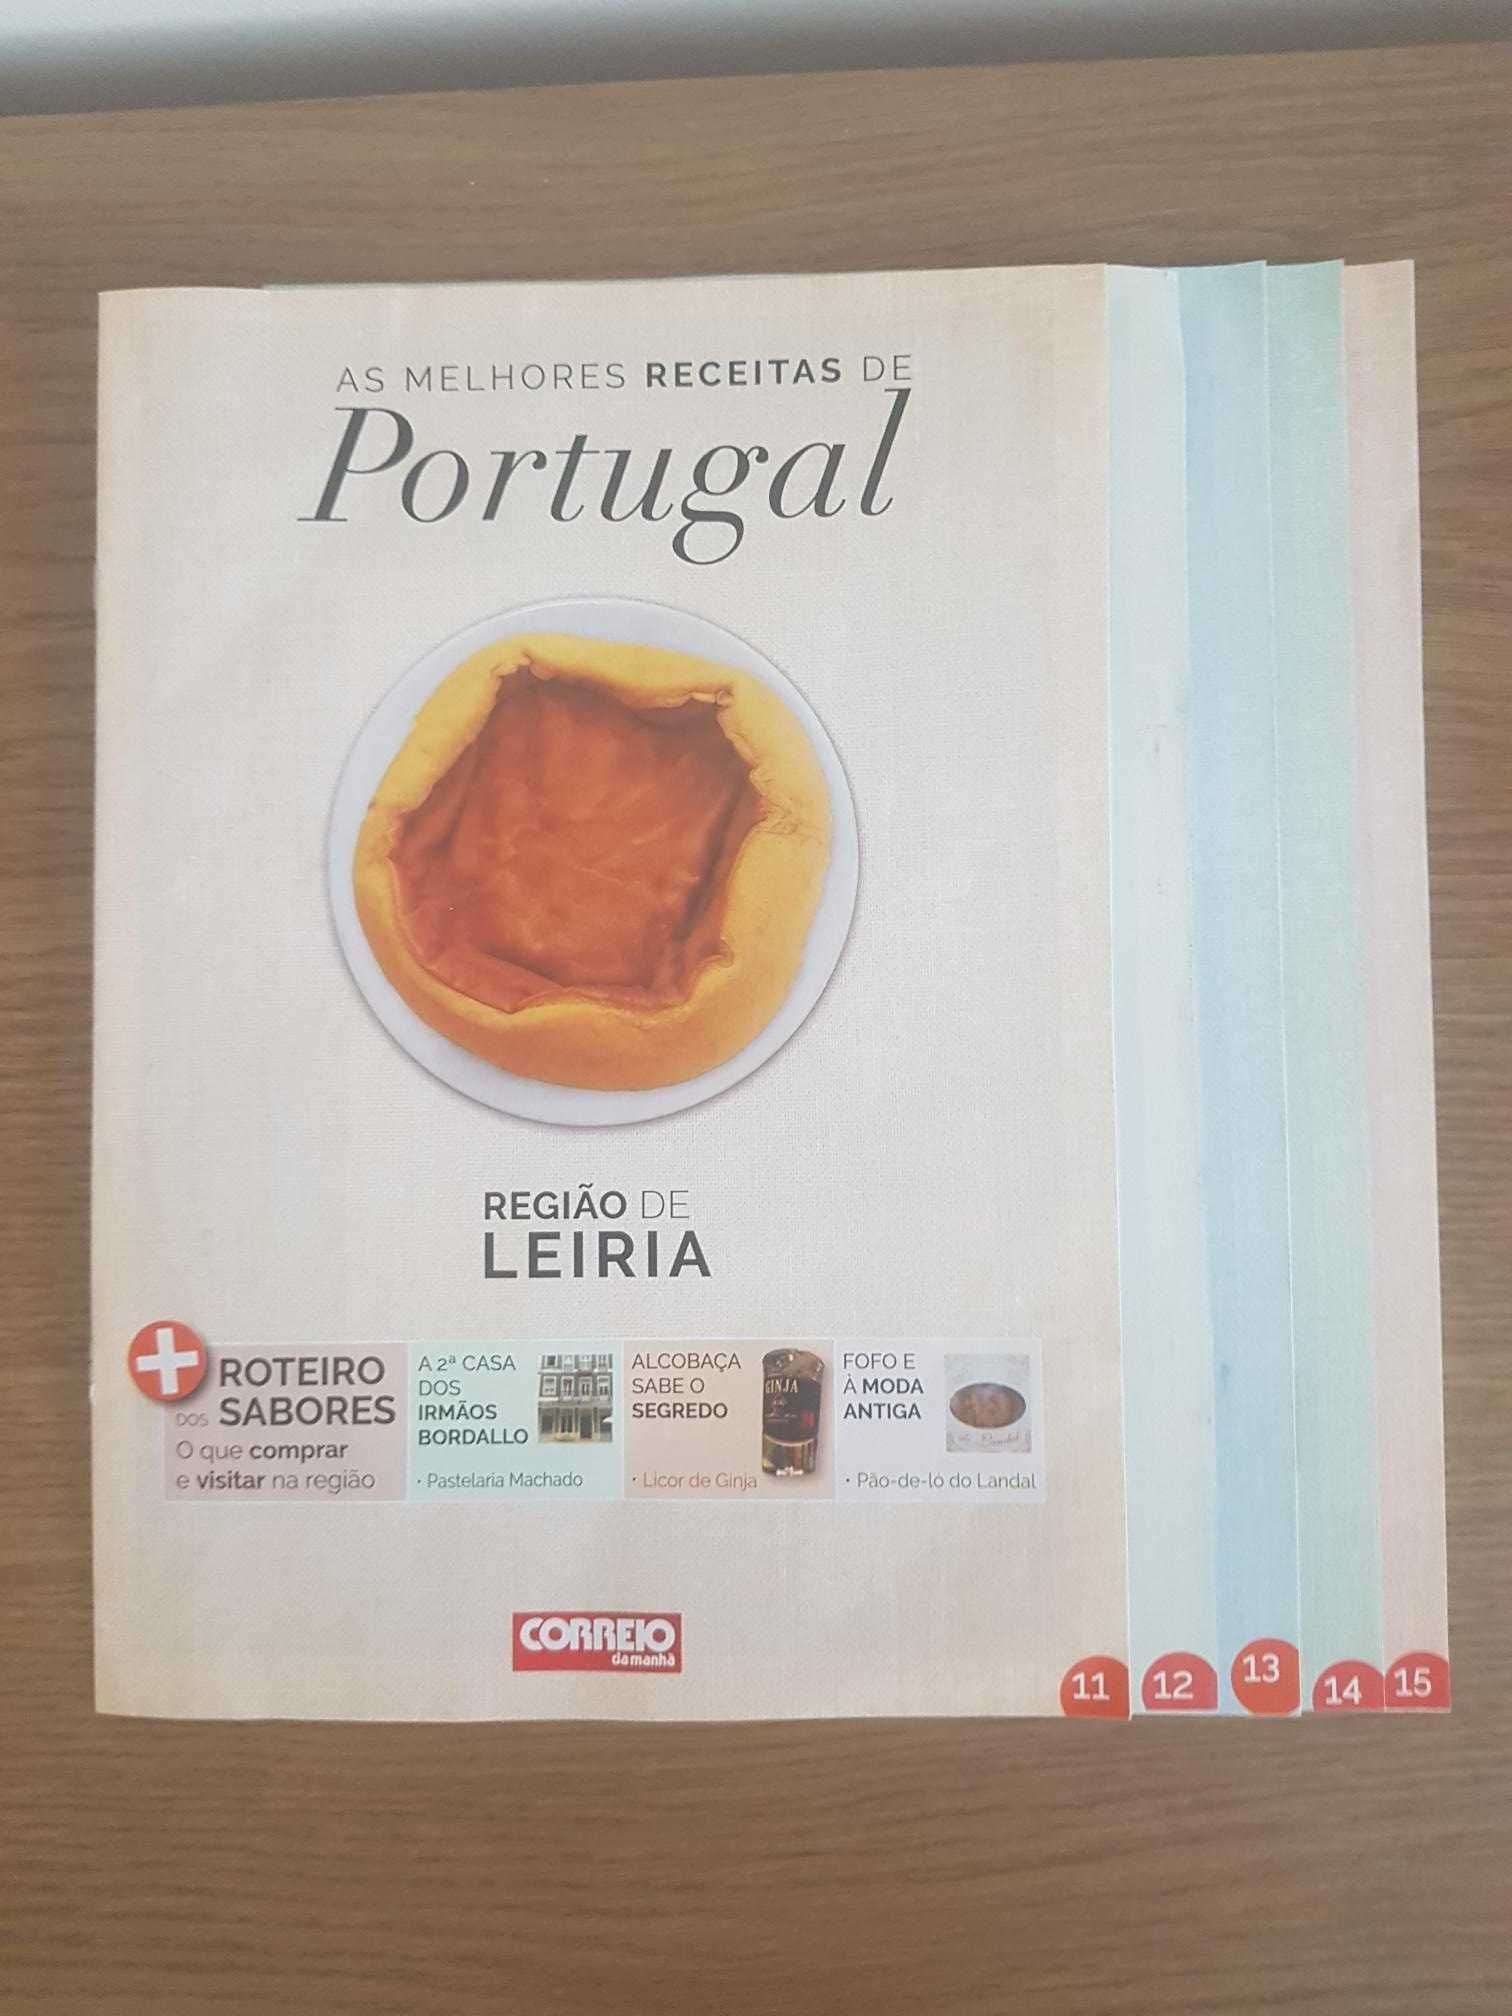 AS MELHORES RECEITAS DE
Portugal
REGIÃO DE
LEIRIA
ROTEIRO
DOS SABORES
O que comprar
e visitar na região
A 2ª CASA
DOS
IRMÃOS
BORDALLO
• Pastelaria Machado
ALCOBAÇA
SABE O
SEGREDO
• Licor de Ginja
GINJA
FOFO E
À MODA
ANTIGA
• Pão-de-ló do Landal
CORREIO
da manhã
11
12
13
14
15